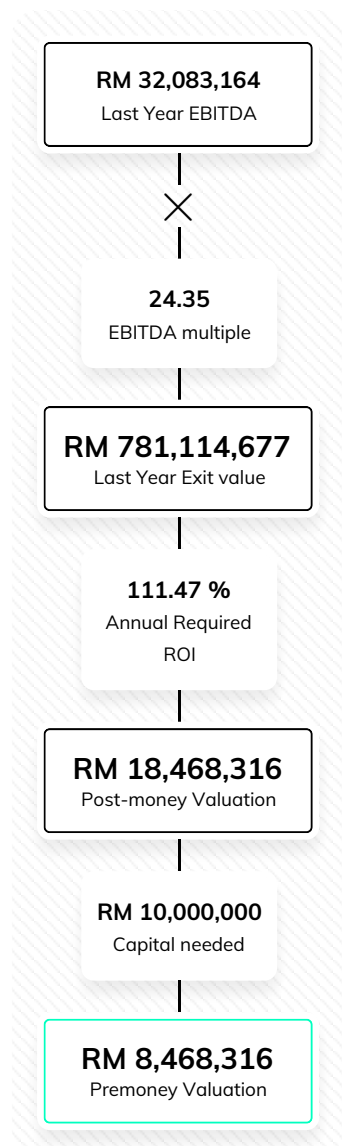 RM 32,083,164
Last Year EBITDA
24.35
EBITDA multiple
RM 781,114,677
Last Year Exit value
111.47 %
Annual Required
ROI
RM 18,468,316
Post-money Valuation
RM 10,000,000
Capital needed
RM 8,468,316
Premoney Valuation